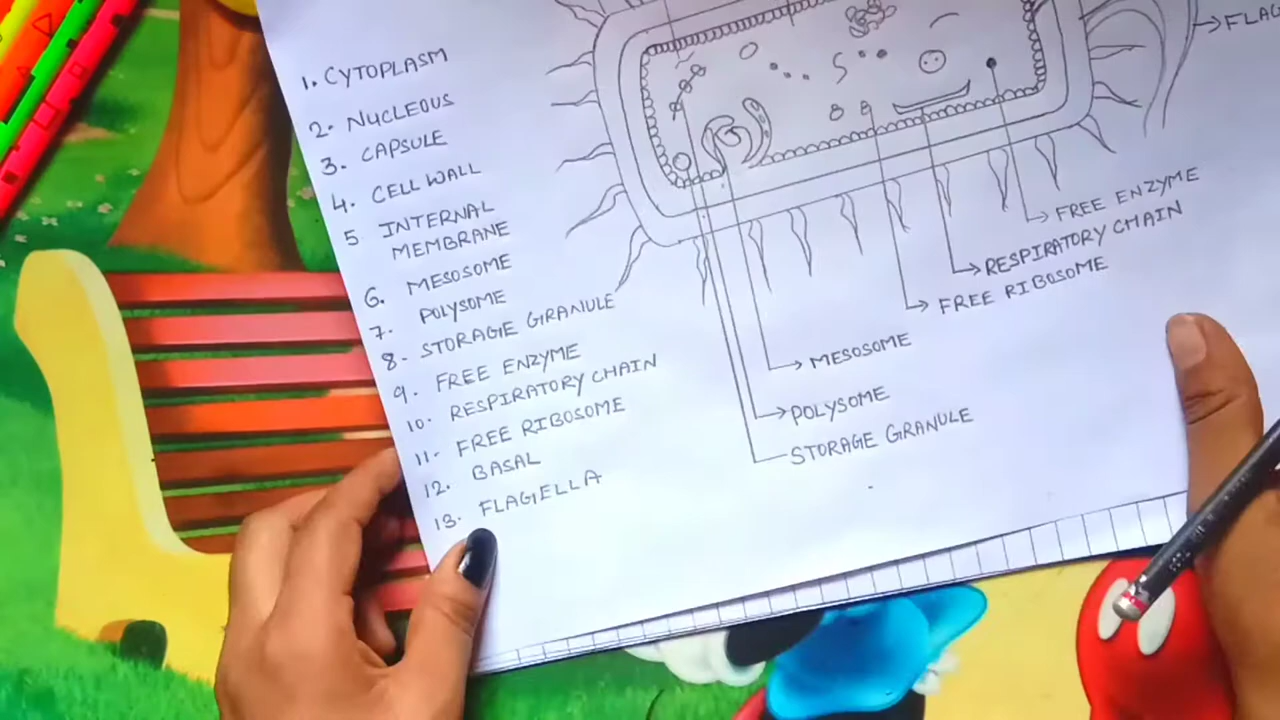 1. CYTOPLASM
2. NUCLEOUS
3. CAPSULE
4. CELL WALL
5 INTERNAL
MEMBRANE
6. MESOSOME
7. POLYSOME
8- STORAGE GRANULE
9. FREE ENZYME
10. RESPIRATORY CHAIN
11- FREE RIBOSOME
12. BASAL
13. FLAGELLA
FLAG
FREE ENZYME
RESPIRATORY CHAIN
FREE RIBOSOME
MESOSOME
POLYSOME
STORAGE GRANULE